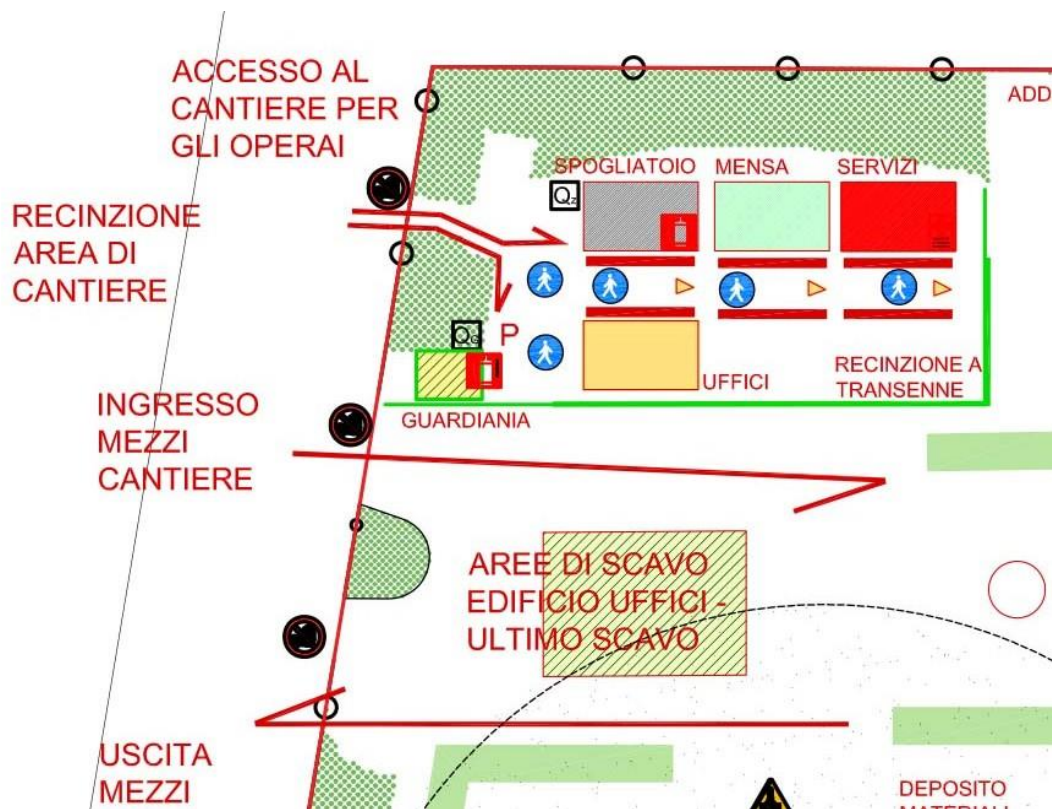 ACCESSO AL
CANTIERE PER
GLI OPERAI
ADD
SPOGLIATOIO
MENSA
SERVIZI
RECINZIONE
AREA DI
CANTIERE
P
UFFICI
RECINZIONE A
TRANSENNE
GUARDIANIA
INGRESSO
MEZZI
CANTIERE
AREE DI SCAVO
EDIFICIO UFFICI -
ULTIMO SCAVO
USCITA
MEZZI
DEPOSITO